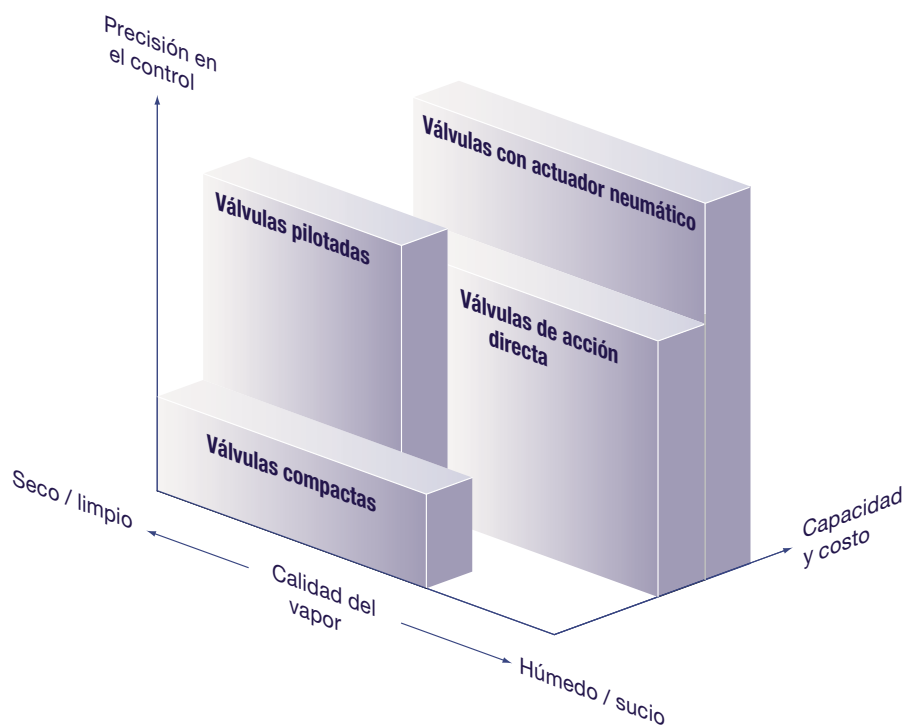 Precisión en
el control
Válvulas con actuador neumático
Válvulas pilotadas
Válvulas de acción
directa
Válvulas compactas
Seco / limpio
Capacidad
y costo
Calidad del
vapor
Húmedo / sucio